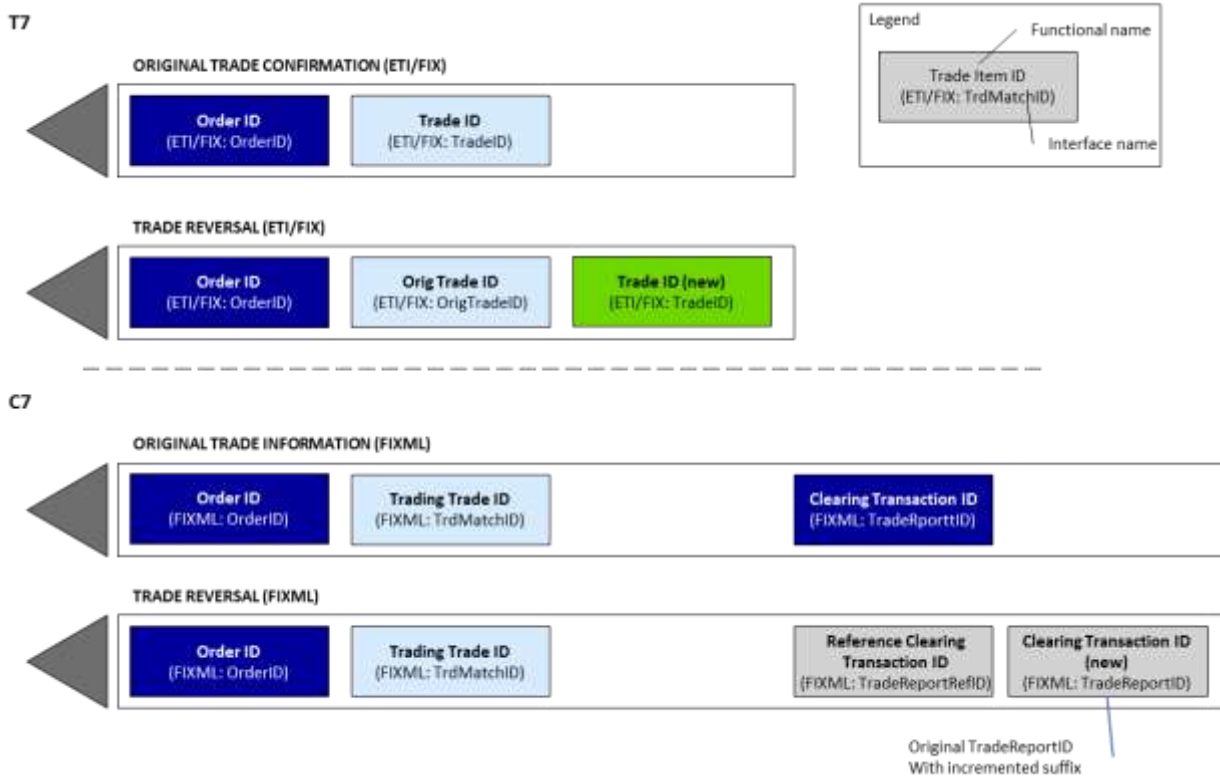 T7
Legend
Functional name
Trade Item ID
(ETI/FIX: TrdMatchID)
Interface name
ORIGINAL TRADE CONFIRMATION (ETI/FIX)
Order ID
(ETI/FIX: OrderID)
Trade ID
(ETI/FIX: TradeID)
TRADE REVERSAL (ETI/FIX)
Order ID
(ETI/FIX: OrderID)
Orig Trade ID
(ETI/FIX: OrigTradeID)
Trade ID (new)
(ETI/FIX: TradeID)
C7
ORIGINAL TRADE INFORMATION (FIXML)
Order ID
(FIXML: OrderID)
Trading Trade ID
(FIXML: TrdMatchID)
Clearing Transaction ID
(FIXML: TradeRporttID)
TRADE REVERSAL (FIXML)
Order ID
(FIXML: OrderID)
Trading Trade ID
(FIXML: TrdMatchID)
Reference Clearing
Transaction ID
(FIXML: TradeReportRefID)
Clearing Transaction ID
(new)
(FIXML: TradeReportID)
Original TradeReportID
With incremented suffix